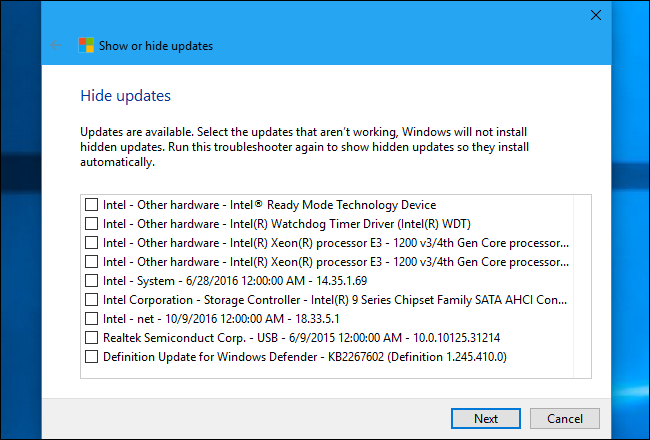 Show or hide updates
Hide updates
Updates are available. Select the updates that aren't working, Windows will not install
hidden updates. Run this troubleshooter again to show hidden updates so they install
automatically.
Intel - Other hardware - Intel® Ready Mode Technology Device
Intel - Other hardware - Intel(R) Watchdog Timer Driver (Intel(R) WDT)
Intel - Other hardware - Intel(R) Xeon(R) processor E3 - 1200 v3/4th Gen Core processor...
Intel - Other hardware - Intel(R) Xeon(R) processor E3 - 1200 v3/4th Gen Core processor...
Intel - System - 6/28/2016 12:00:00 AM - 14.35.1.69
Intel Corporation - Storage Controller - Intel(R) 9 Series Chipset Family SATA AHCI Con...
Intel - net - 10/9/2016 12:00:00 AM - 18.33.5.1
Realtek Semiconduct Corp. - USB - 6/9/2015 12:00:00 AM - 10.0.10125.31214
Definition Update for Windows Defender - KB2267602 (Definition 1.245.410.0)
Next
Cancel